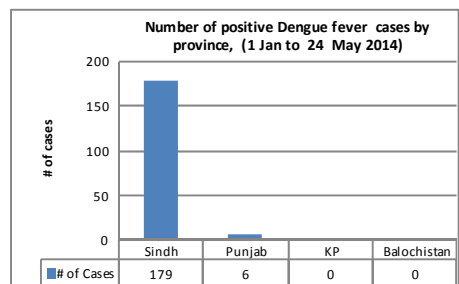 Number of positive Dengue fever cases by
province, (1 Jan to 24 May 2014)
# of cases
200
150
100
50
0
Sindh Punjab KP Balochistan
# of Cases 179 6 0 0